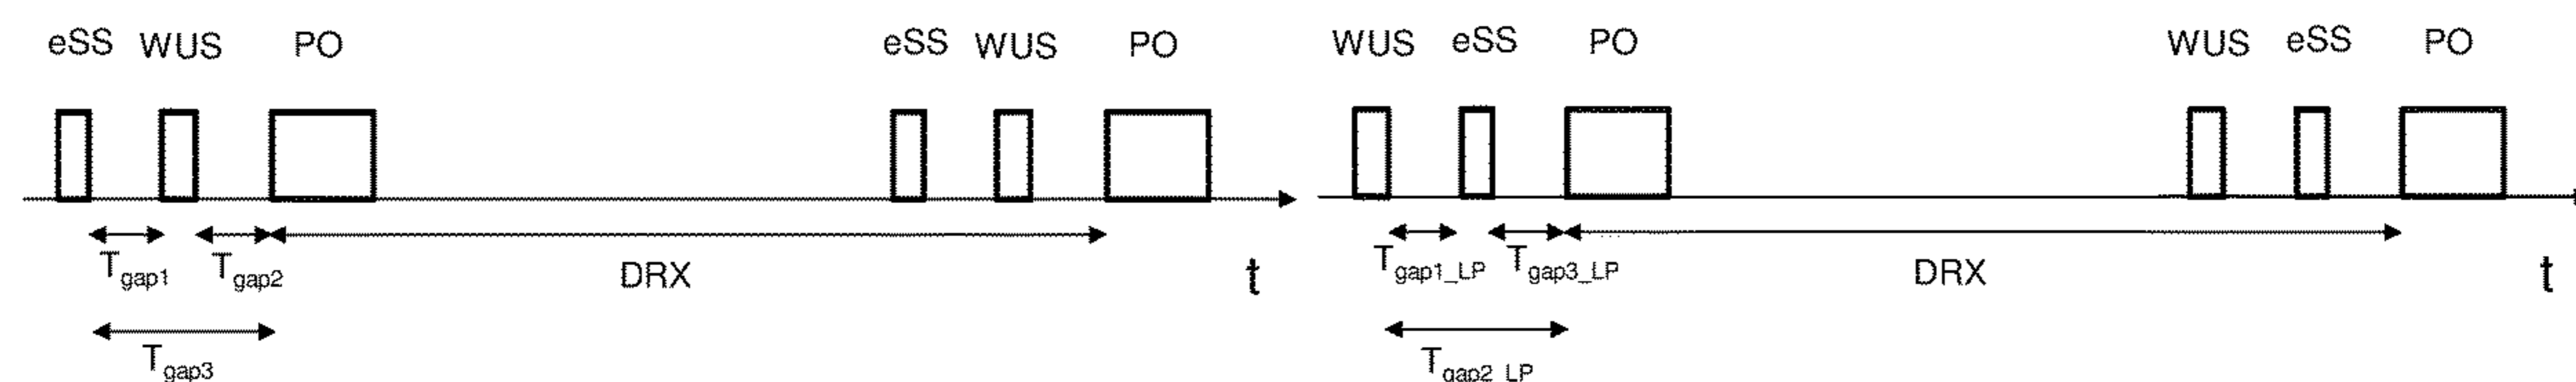 eSS WUS PO eSS WUS PO WUS eSS PO WUS eSS PO
Tgap1 Tgap2 DRX t Tgap1_LP Tgap3_LP DRX t
Tgap3 Tgap2_LP